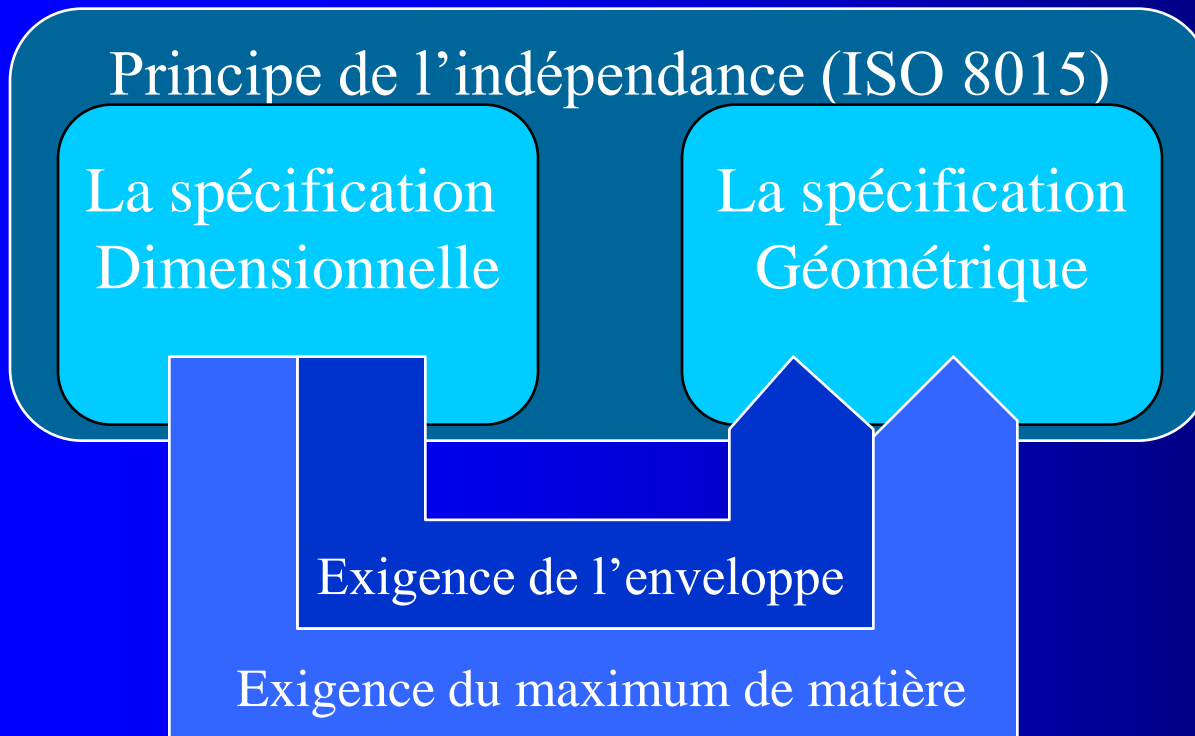 Principe de l’indépendance (ISO 8015)
La spécification
Dimensionnelle
La spécification
Géométrique
Exigence de l’enveloppe
Exigence du maximum de matière